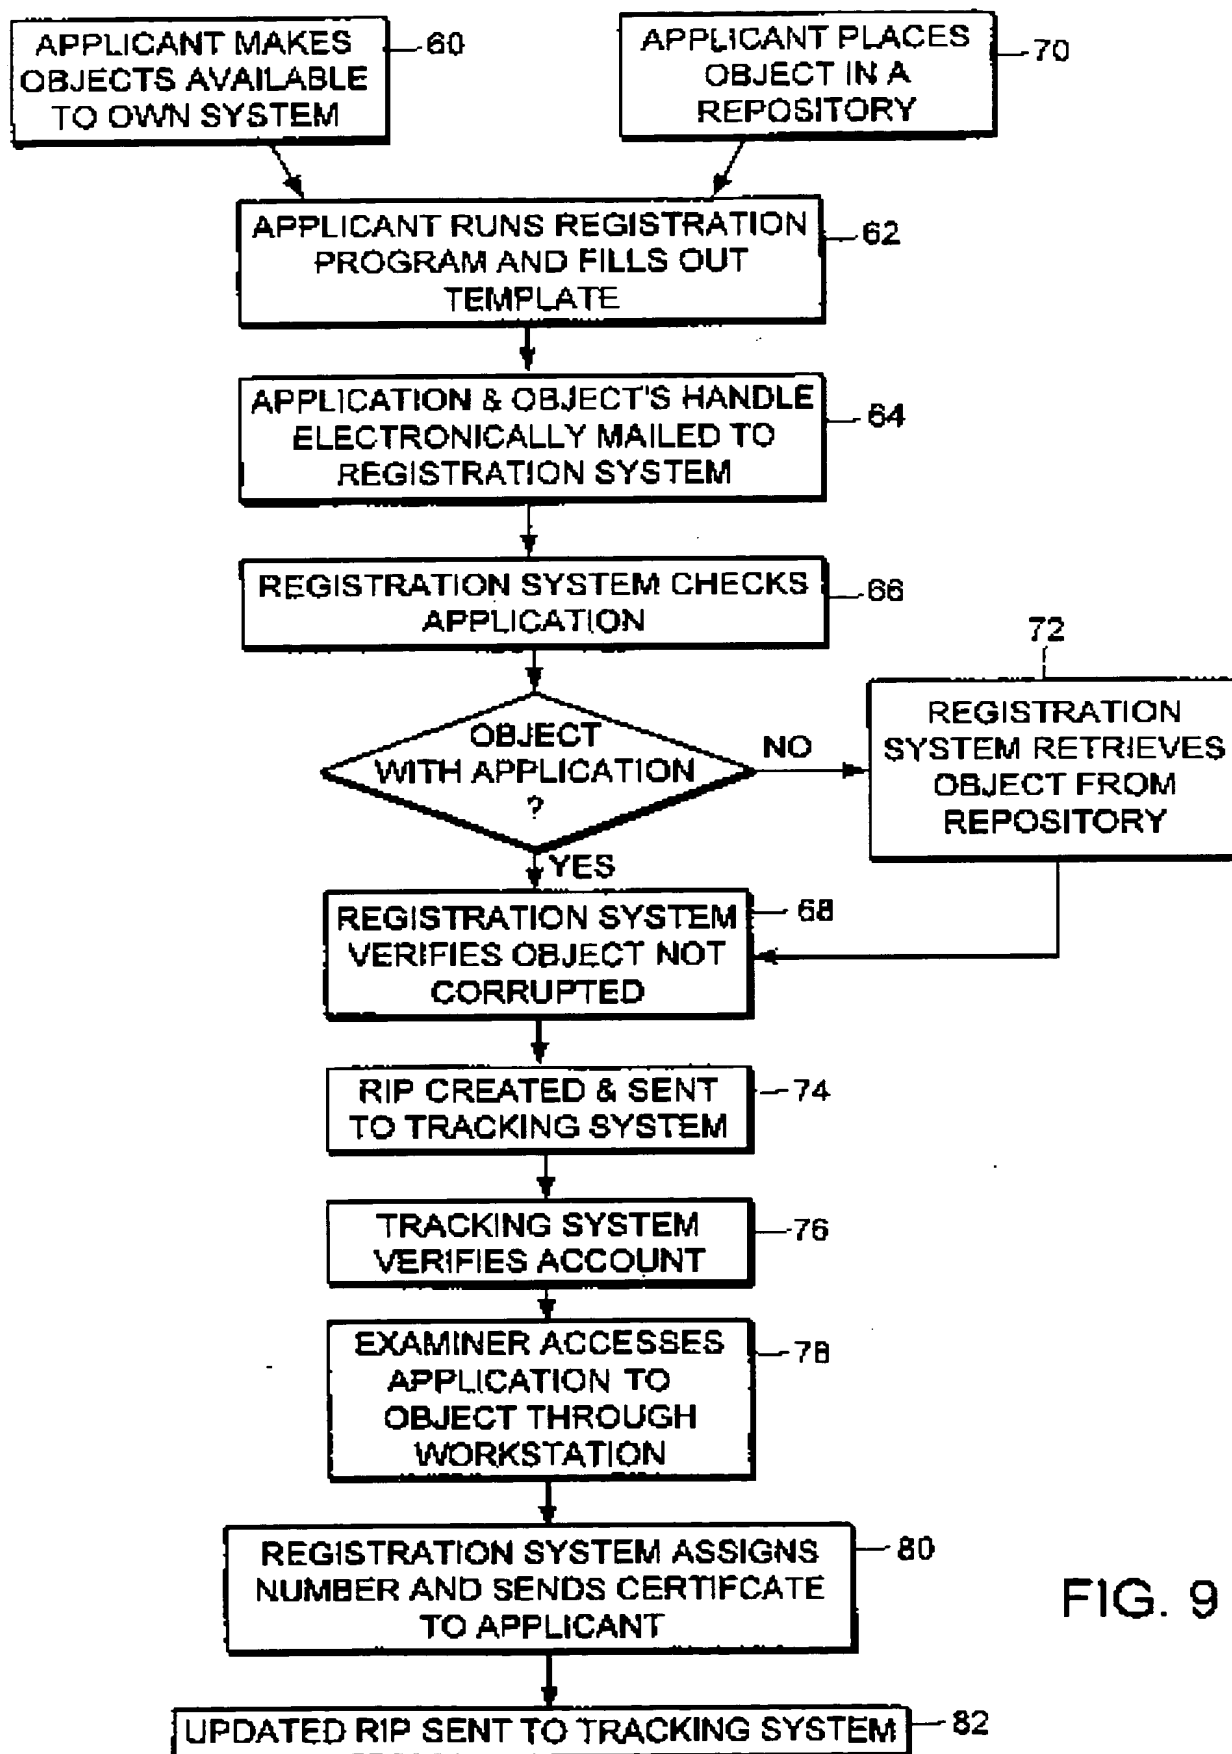 APPLICANT MAKES
OBJECTS AVAILABLE
TO OWN SYSTEM
60
APPLICANT PLACES
OBJECT IN A
REPOSITORY
70
APPLICANT RUNS REGISTRATION
PROGRAM AND FILLS OUT
TEMPLATE
62
APPLICATION & OBJECT'S HANDLE
ELECTRONICALLY MAILED TO
REGISTRATION SYSTEM
64
REGISTRATION SYSTEM CHECKS
APPLICATION
66
OBJECT
WITH APPLICATION
?
NO
72
REGISTRATION
SYSTEM RETRIEVES
OBJECT FROM
REPOSITORY
YES
REGISTRATION SYSTEM
VERIFIES OBJECT NOT
CORRUPTED
68
RIP CREATED & SENT
TO TRACKING SYSTEM
74
TRACKING SYSTEM
VERIFIES ACCOUNT
76
EXAMINER ACCESSES
APPLICATION TO
OBJECT THROUGH
WORKSTATION
78
REGISTRATION SYSTEM ASSIGNS
NUMBER AND SENDS CERTIFCATE
TO APPLICANT
80
FIG. 9
UPDATED RIP SENT TO TRACKING SYSTEM
82